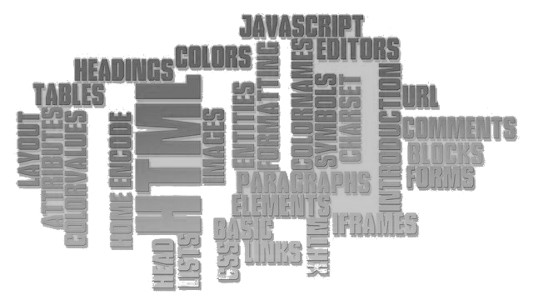 JAVASCRIPT
EDITORS
COLORS
HEADINGS
TABLES
LAYOUT
ATTRIBUTES
COLORVALUES
HOME
ENCODE
HTML
IMAGES
ENTITIES
FORMATTING
COLORNAMES
SYMBOLS
CHARSET
INTRODUCTION
URL
COMMENTS
BLOCKS
FORMS
PARAGRAPHS
ELEMENTS
BASIC
IFRAMES
LINKS
XHTML
CSS
HEAD
LISTS